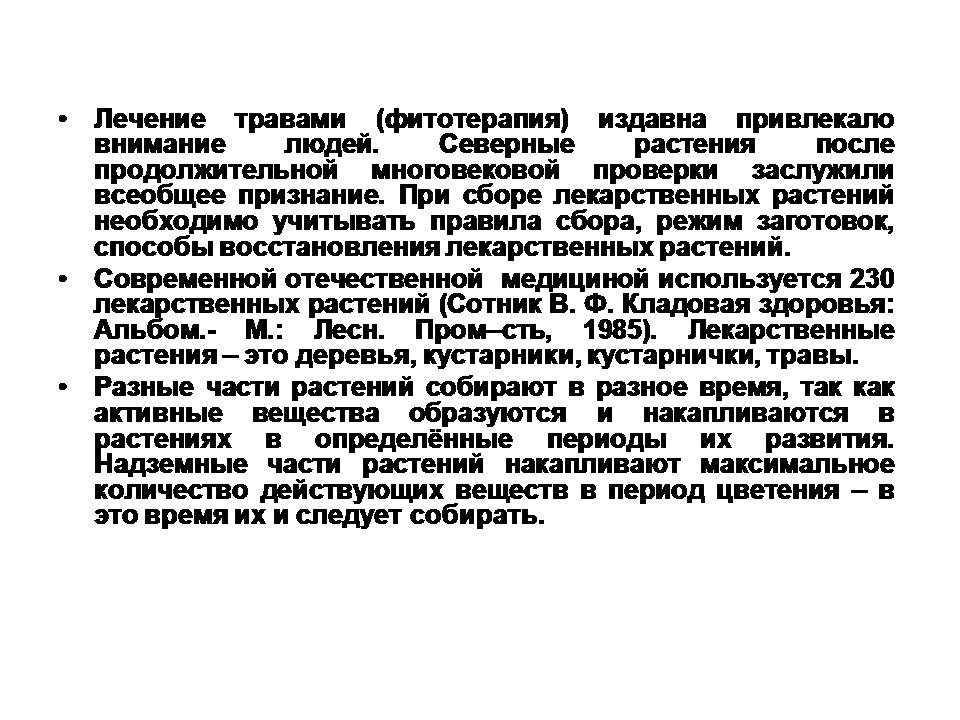 • Лечение травами (фитотерапия) издавна привлекало
внимание людей. Северные растения после
продолжительной многовековой проверки заслужили
всеобщее признание. При сборе лекарственных растений
необходимо учитывать правила сбора, режим заготовок,
способы восстановления лекарственных растений.
• Современной отечественной медициной используется 230
лекарственных растений (Сотник В. Ф. Кладовая здоровья:
Альбом.- М.: Лесн. Пром–сть, 1985). Лекарственные
растения – это деревья, кустарники, кустарнички, травы.
• Разные части растений собирают в разное время, так как
активные вещества образуются и накапливаются в
растениях в определённые периоды их развития.
Надземные части растений накапливают максимальное
количество действующих веществ в период цветения – в
это время их и следует собирать.